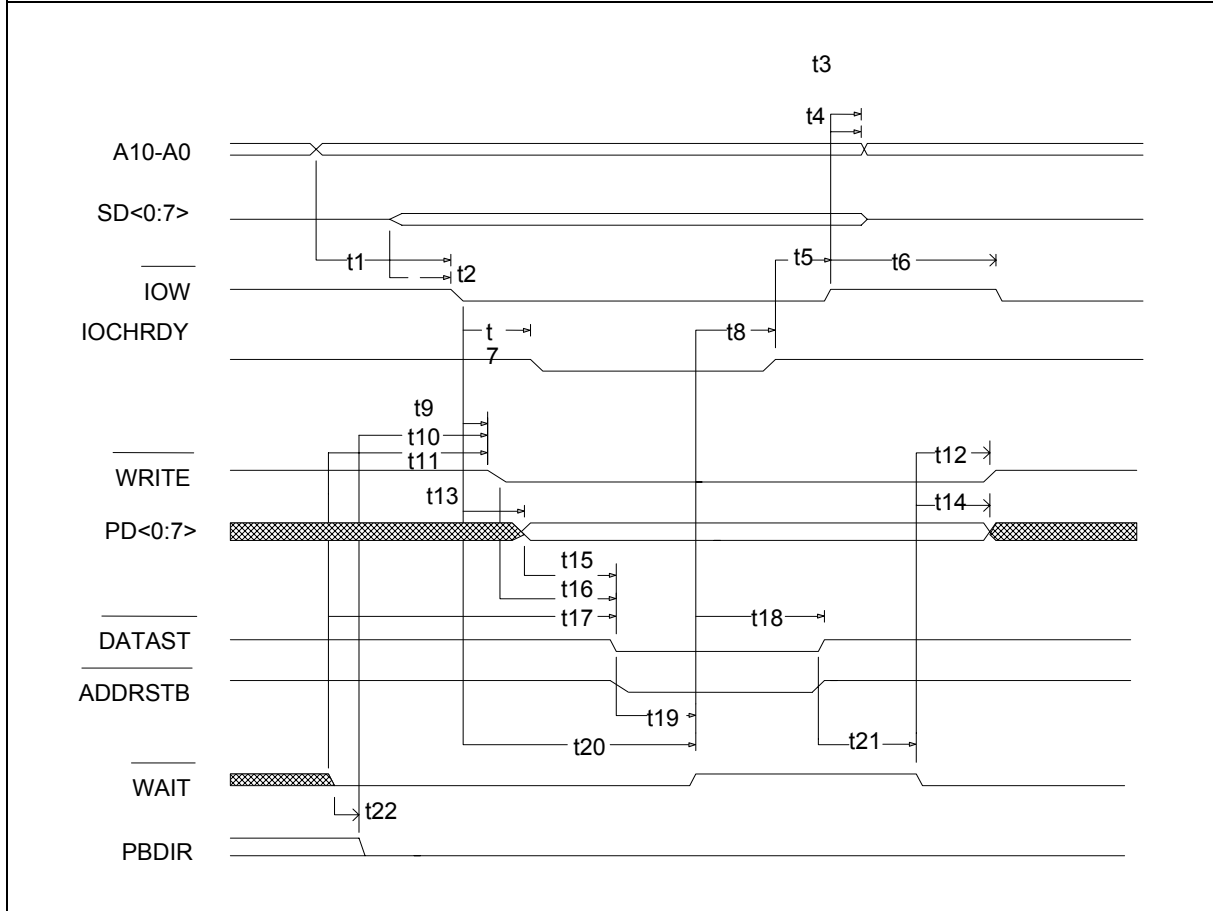 t3
t4
A10-A0
SD<0:7>
t1
t2
t5
t6
IOW
IOCHRDY
t
7
t8
t9
t10
t11
t12
WRITE
t13
t14
PD<0:7>
t15
t16
t17
t18
DATAST
ADDRSTB
t19
t20
t21
WAIT
t22
PBDIR